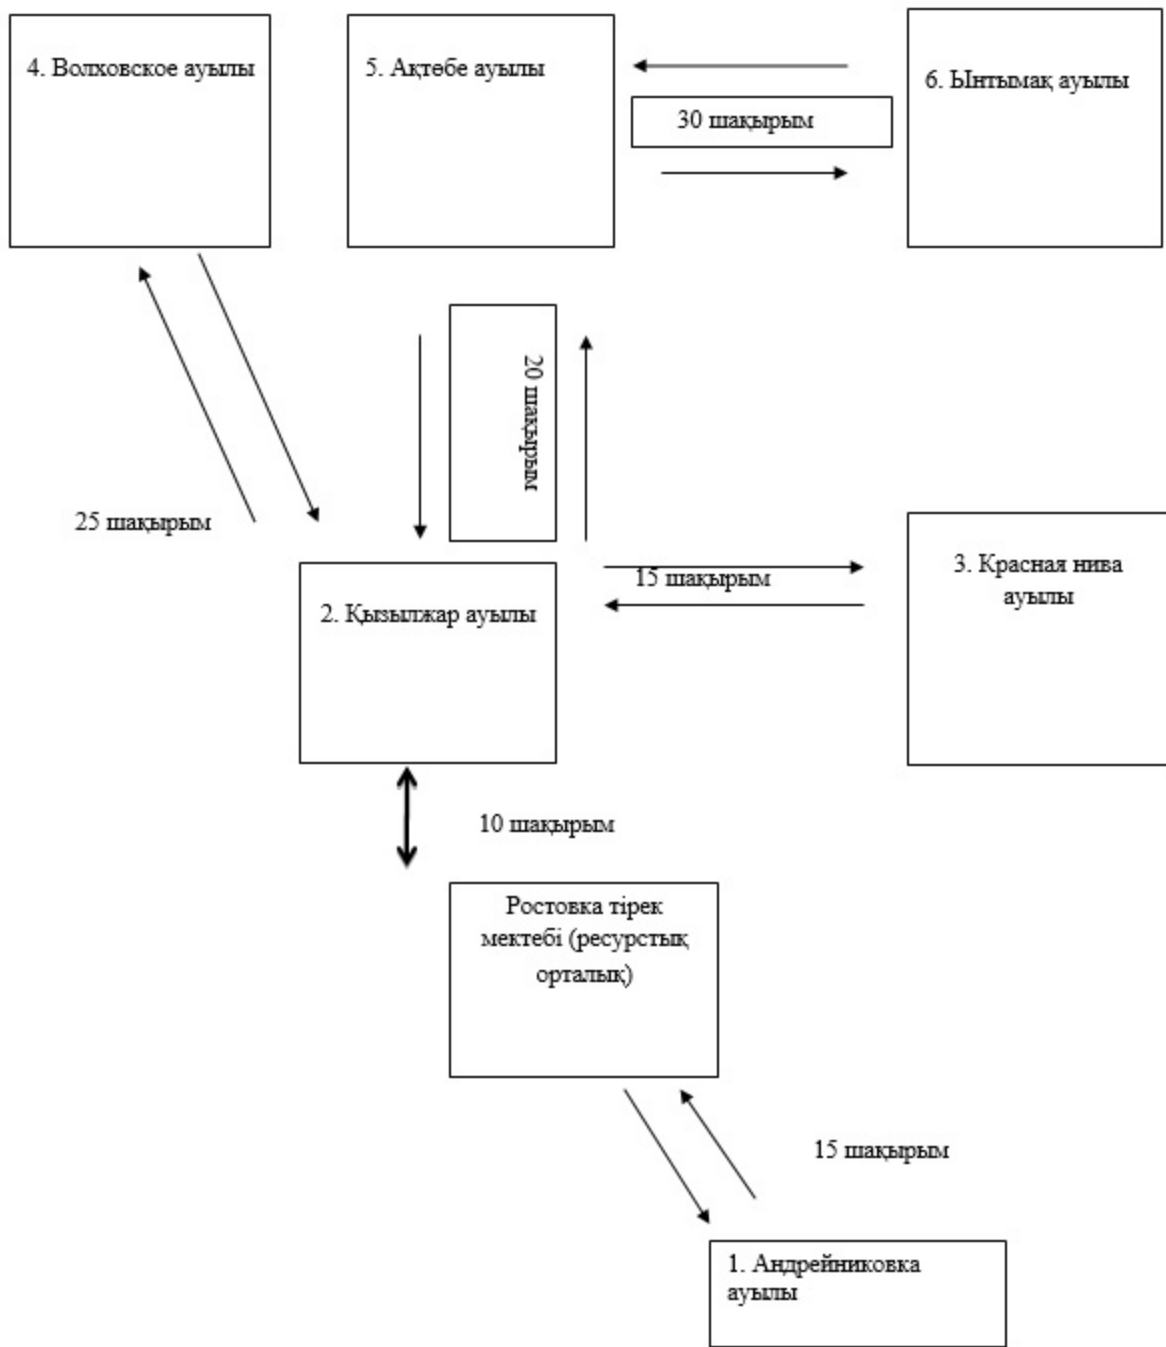 4. Волховское ауылы
5. Ақтөбе ауылы
6. Ынтымақ ауылы
30 шақырым
20 шақырым
25 шақырым
15 шақырым
3. Красная нива
ауылы
2. Қызылжар ауылы
10 шақырым
Ростовка тірек
мектебі (ресурстық
орталық)
15 шақырым
1. Андрейниковка
ауылы